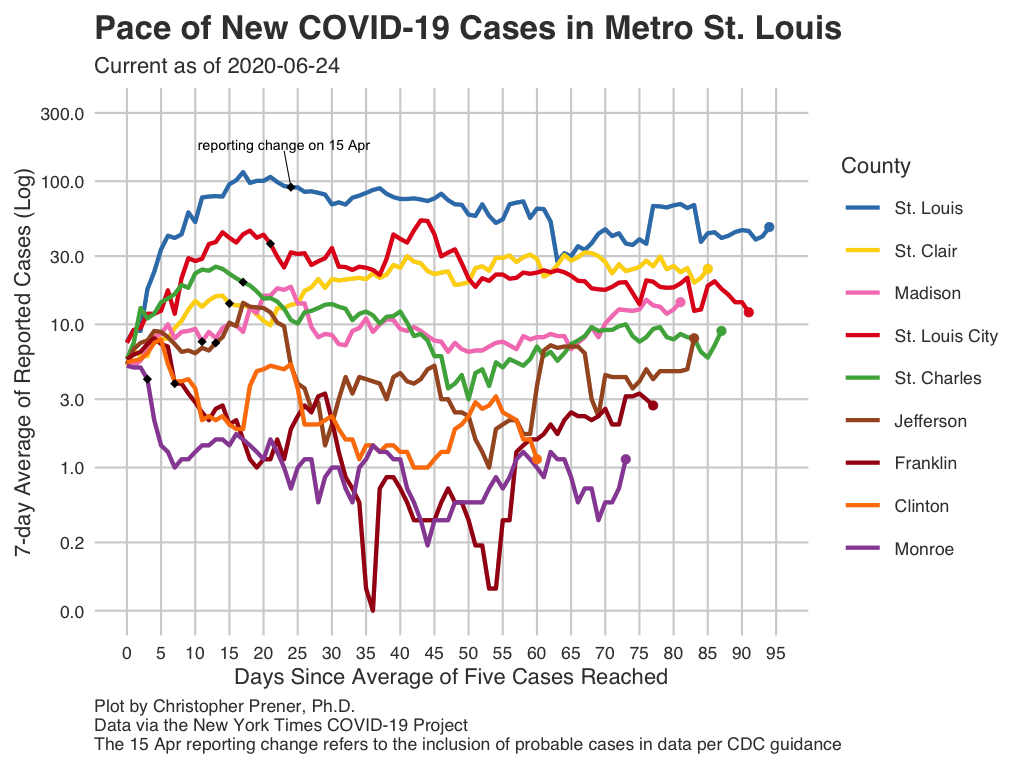 Pace of New COVID-19 Cases in Metro St. Louis
Current as of 2020-06-24
7-day Average of Reported Cases (Log)
300.0
100.0
30.0
10.0
3.0
1.0
0.2
0.0
reporting change on 15 Apr
0 5 10 15 20 25 30 35 40 45 50 55 60 65 70 75 80 85 90 95
Days Since Average of Five Cases Reached
County
St. Louis
St. Clair
Madison
St. Louis City
St. Charles
Jefferson
Franklin
Clinton
Monroe
Plot by Christopher Prener, Ph.D.
Data via the New York Times COVID-19 Project
The 15 Apr reporting change refers to the inclusion of probable cases in data per CDC guidance